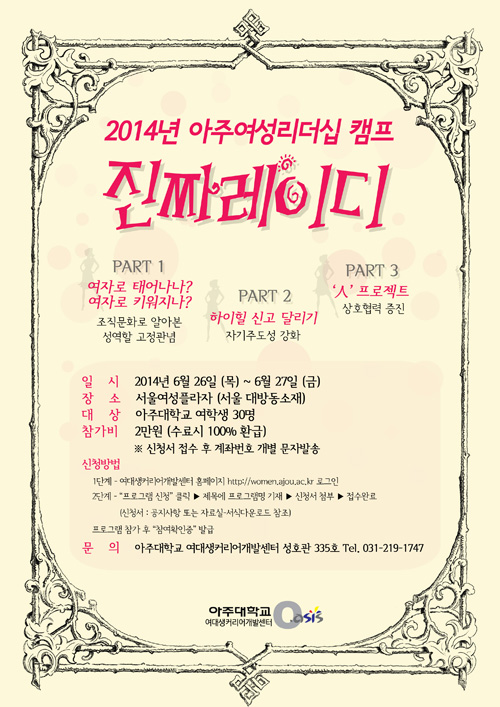 2014년 아주여성리더십 캠프
진짜레이디
PART 1
여자로 태어나나?
여자로 키워지나?
조직문화로 알아본
성역할 고정관념
PART 2
하이힐 신고 달리기
자기주도성 강화
PART 3
‘人’ 프로젝트
상호협력 증진
일 시 2014년 6월 26일 (목) ~ 6월 27일 (금)
장 소 서울여성플라자 (서울 대방동소재)
대 상 아주대학교 여학생 30명
참가비 2만원 (수료시 100% 환급)
※ 신청서 접수 후 계좌번호 개별 문자발송
신청방법
1단계 - 여대생커리어개발센터 홈페이지 http://women.ajou.ac.kr 로그인
2단계 - “프로그램 신청” 클릭 ▶ 제목에 프로그램명 기재 ▶ 신청서 첨부 ▶ 접수완료
(신청서 : 공지사항 또는 자료실-서식다운로드 참조)
프로그램 참가 후 “참여확인증” 발급
문 의 아주대학교 여대생커리어개발센터 성호관 335호 Tel. 031-219-1747
아주대학교
여대생커리어개발센터
O.asis